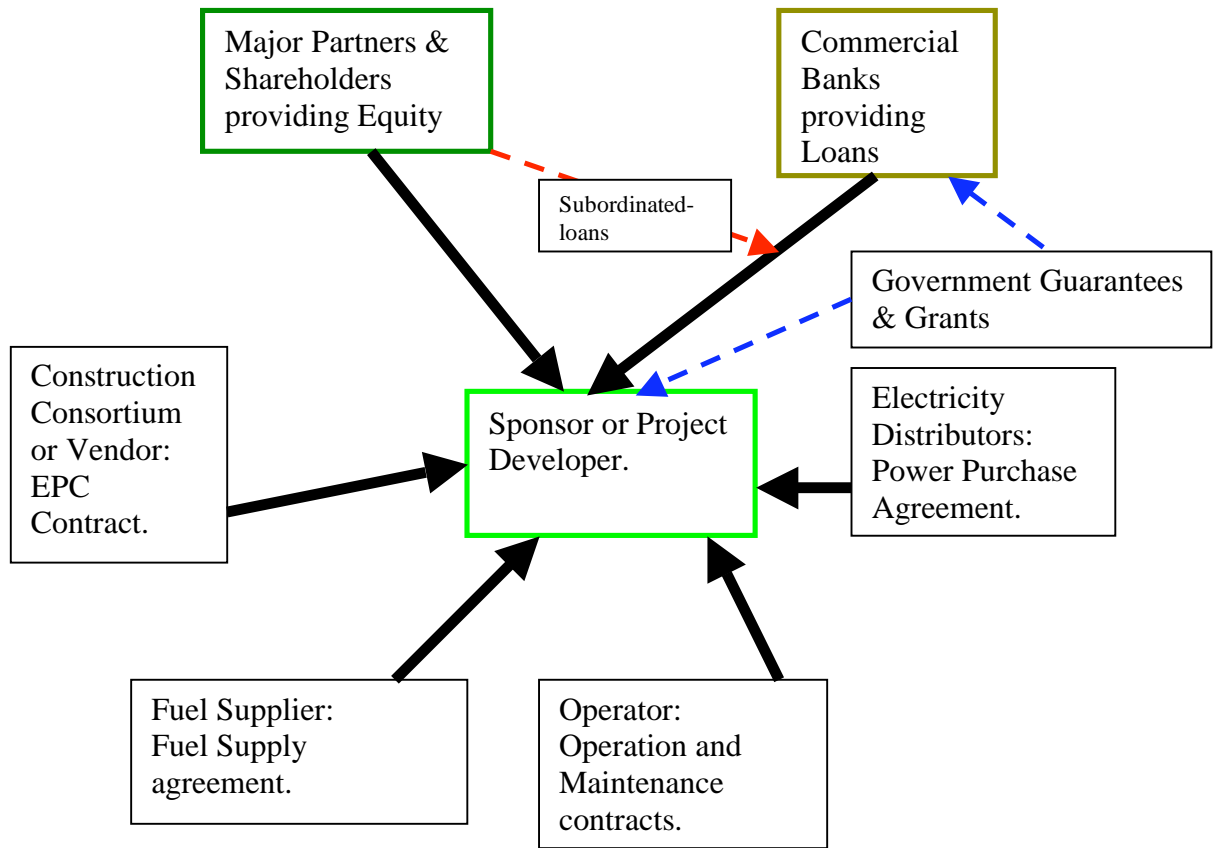 Major Partners &
Shareholders
providing Equity
Commercial
Banks
providing
Loans
Subordinated-
loans
Government Guarantees
& Grants
Construction
Consortium
or Vendor:
EPC
Contract.
Sponsor or Project
Developer.
Electricity
Distributors:
Power Purchase
Agreement.
Fuel Supplier:
Fuel Supply
agreement.
Operator:
Operation and
Maintenance
contracts.